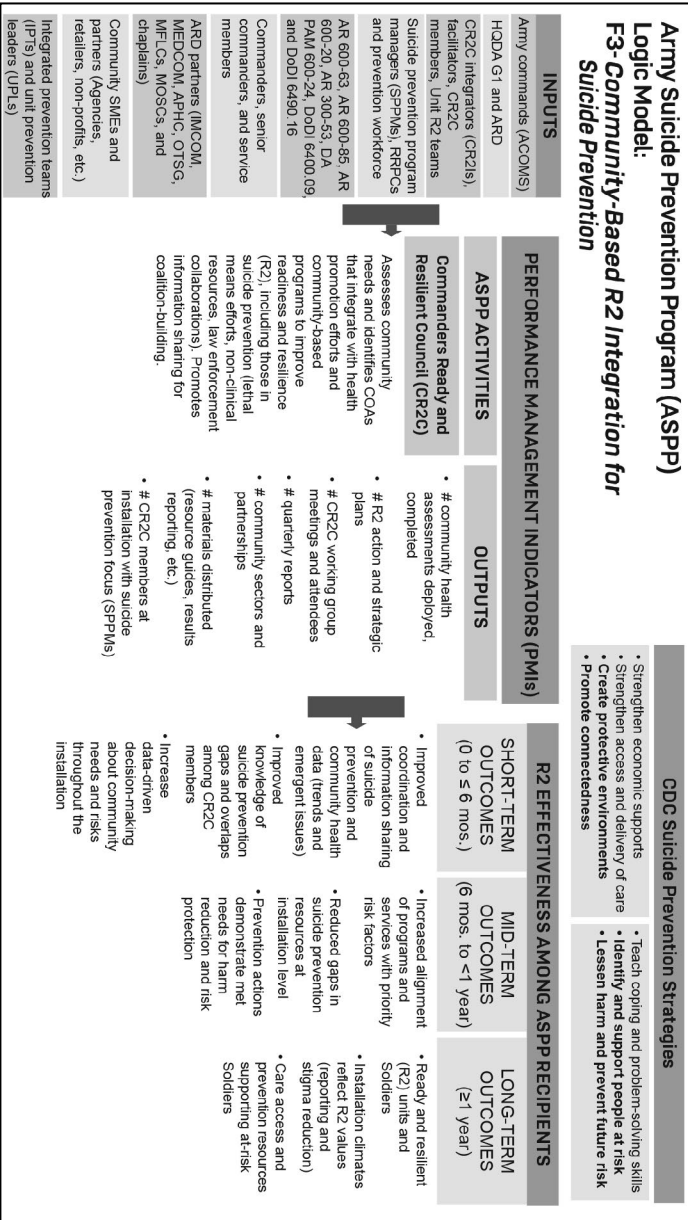 Army Suicide Prevention Program (ASPP)
Logic Model:
F3- Community-Based R2 Integration for
Suicide Prevention
CDC Suicide Prevention Strategies
• Strengthen economic supports
• Strengthen access and delivery of care
• Create protective environments
• Promote connectedness
• Teach coping and problem-solving skills
• Identify and support people at risk
• Lessen harm and prevent future risk
INPUTS
Army commands (ACOMS)
HQDA G1 and ARD
CR2C integrators (CR2Is),
facilitators, CR2C
members, Unit R2 teams
Suicide prevention program
managers (SPPMs), RRPCs
and prevention workforce
AR 600-63, AR 600-85, AR
600-20, AR 300-53, DA
PAM 600-24, DoDI 6400.09,
and DoDI 6490.16
Commanders, senior
commanders, and service
members
ARD partners (IMCOM,
MEDCOM, APHC, OTSG,
MFLCs, MOSCs, and
chaplains)
Community SMEs and
partners (Agencies,
retailers, non-profits, etc.)
Integrated prevention teams
(IPTs) and unit prevention
leaders (UPLs)
PERFORMANCE MANAGEMENT INDICATORS (PMIs)
ASPP ACTIVITIES
Commanders Ready and
Resilient Council (CR2C)
Assesses community
needs and identifies COAs
that integrate with health
promotion efforts and
community-based
programs to improve
readiness and resilience
(R2), including those in
suicide prevention (lethal
means efforts, non-clinical
resources, law enforcement
collaborations). Promotes
information sharing for
coalition-building.
OUTPUTS
• # community health
assessments deployed,
completed
• # R2 action and strategic
plans
• # CR2C working group
meetings and attendees
• # quarterly reports
• # community sectors and
partnerships
• # materials distributed
(resource guides, results
reporting, etc.)
• # CR2C members at
installation with suicide
prevention focus (SPPMs)
R2 EFFECTIVENESS AMONG ASPP RECIPIENTS
SHORT-TERM
OUTCOMES
(0 to ≤ 6 mos.)
• Improved
coordination and
information sharing
of suicide
prevention and
community health
data (trends and
emergent issues)
• Improved
knowledge of
suicide prevention
gaps and overlaps
among CR2C
members
• Increase
data-driven
decision-making
about community
needs and risks
throughout the
installation
MID-TERM
OUTCOMES
(6 mos. to <1 year)
• Increased alignment
of programs and
services with priority
risk factors
• Reduced gaps in
suicide prevention
resources at
installation level
• Prevention actions
demonstrate met
needs for harm
reduction and risk
protection
LONG-TERM
OUTCOMES
(≥1 year)
• Ready and resilient
(R2) units and
Soldiers
• Installation climates
reflect R2 values
(reporting and
stigma reduction)
• Care access and
prevention resources
supporting at-risk
Soldiers